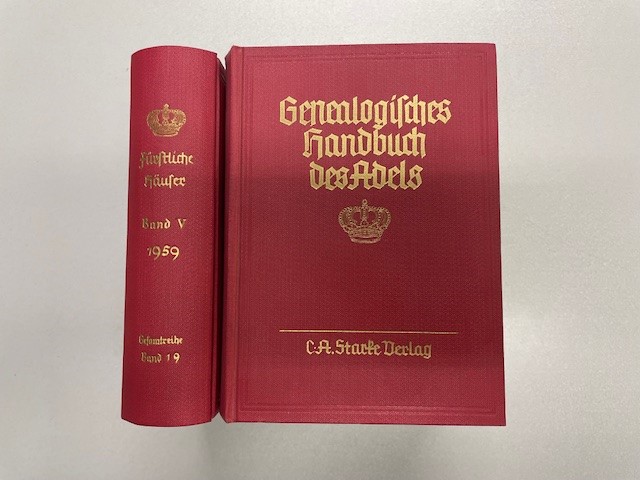 Fürstliche
Häuser
Band V
1959
Gesamtreihe
Band 19
Genealogisches
Handbuch
des Adels
C.A. Starke Verlag